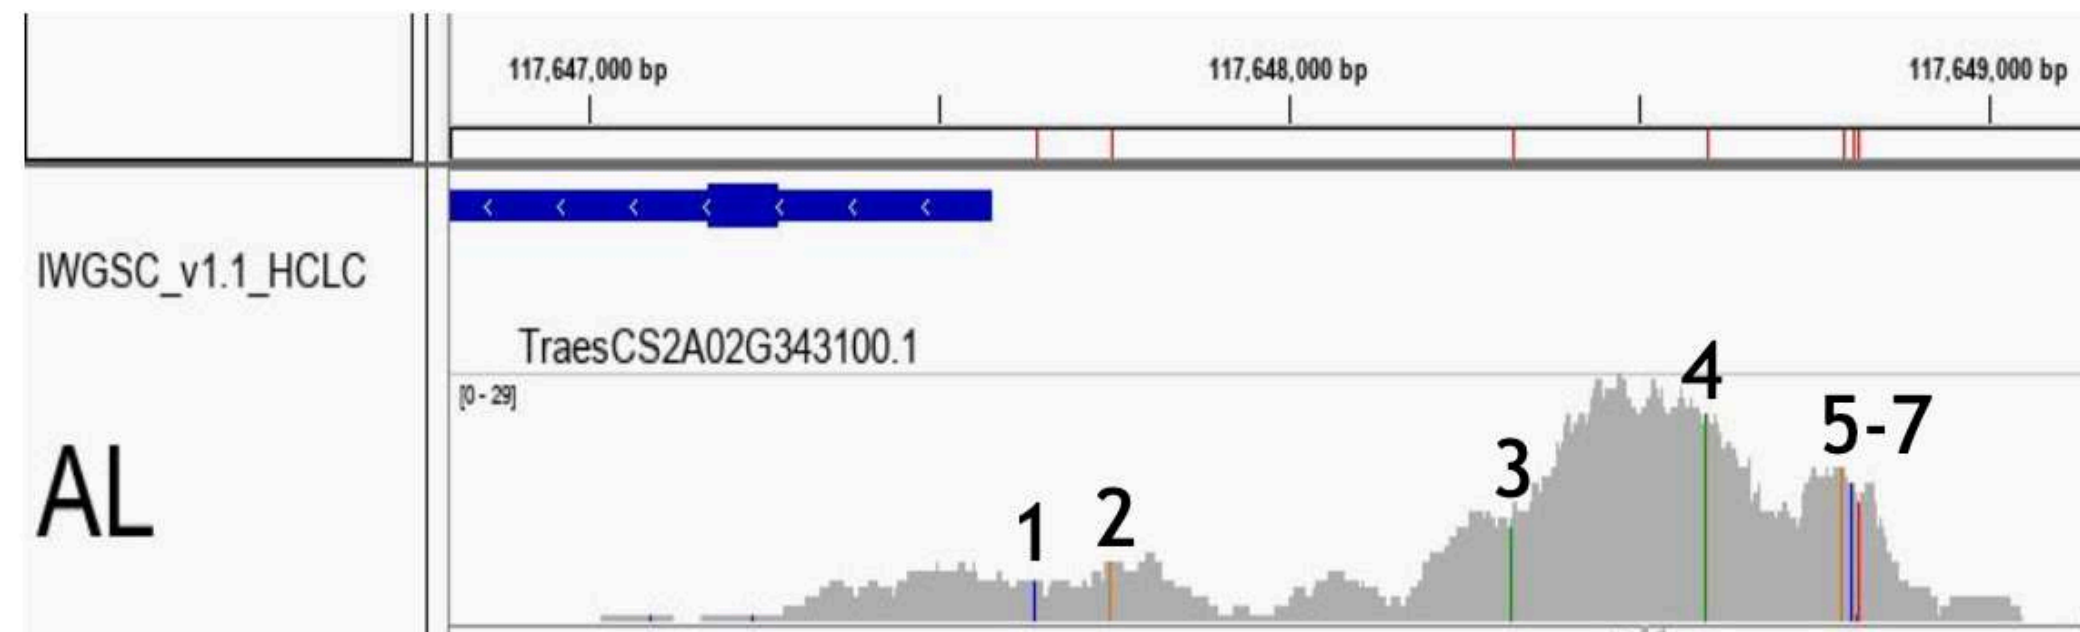 117,647,000 bp 117,648,000 bp 117,649,000 bp
IWGSC_v1.1_HCLC
TraesCS2A02G343100.1
[0 - 29]
AL
1 2 3 4 5-7